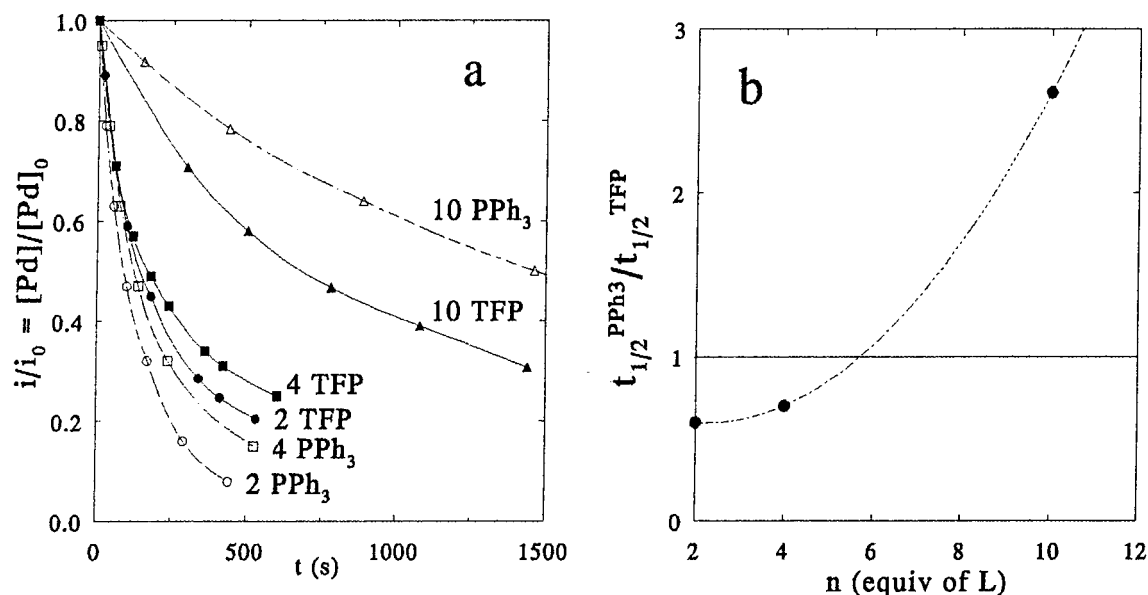 a
i/i₀ = [Pd]/[Pd]₀
1.0
0.8
0.6
0.4
0.2
0.0
10 PPh₃
10 TFP
4 TFP
2 TFP
4 PPh₃
2 PPh₃
0
500
1000
1500
t (s)
b
t₁/₂^PPh3/t₁/₂^TFP
3
2
1
0
2
4
6
8
10
12
n (equiv of L)